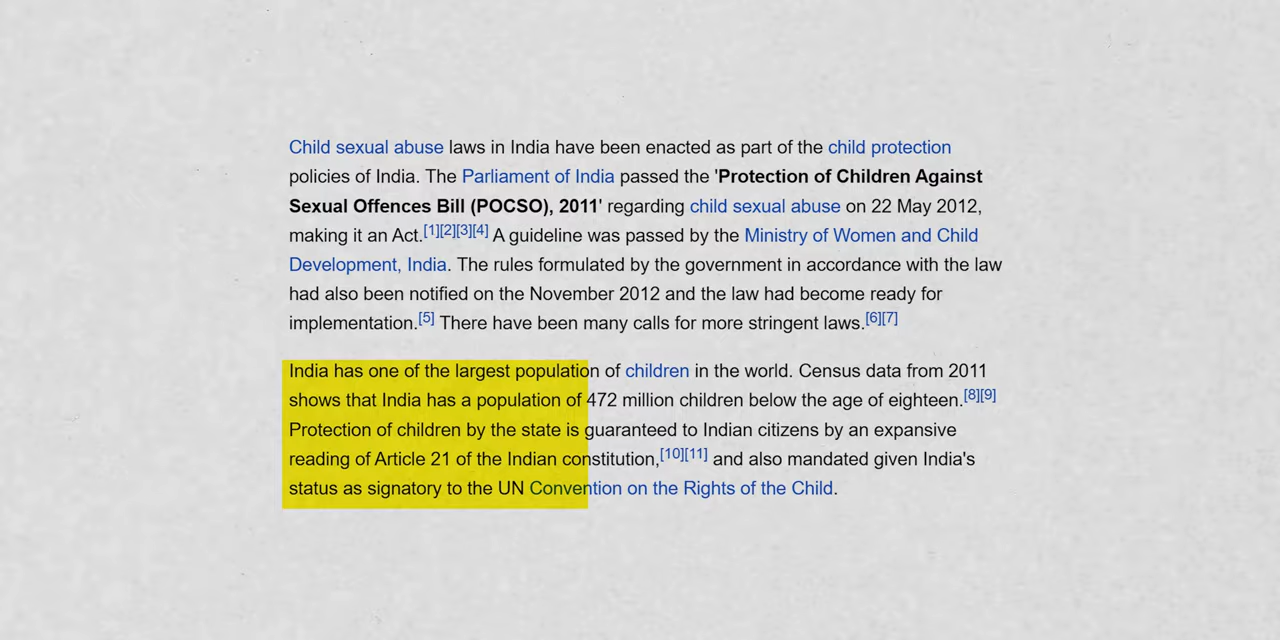 Child sexual abuse laws in India have been enacted as part of the child protection
policies of India. The Parliament of India passed the 'Protection of Children Against
Sexual Offences Bill (POCSO), 2011' regarding child sexual abuse on 22 May 2012,
making it an Act.[1][2][3][4] A guideline was passed by the Ministry of Women and Child
Development, India. The rules formulated by the government in accordance with the law
had also been notified on the November 2012 and the law had become ready for
implementation.[5] There have been many calls for more stringent laws.[6][7]
India has one of the largest population of children in the world. Census data from 2011
shows that India has a population of 472 million children below the age of eighteen.[8][9]
Protection of children by the state is guaranteed to Indian citizens by an expansive
reading of Article 21 of the Indian constitution,[10][11] and also mandated given India's
status as signatory to the UN Convention on the Rights of the Child.